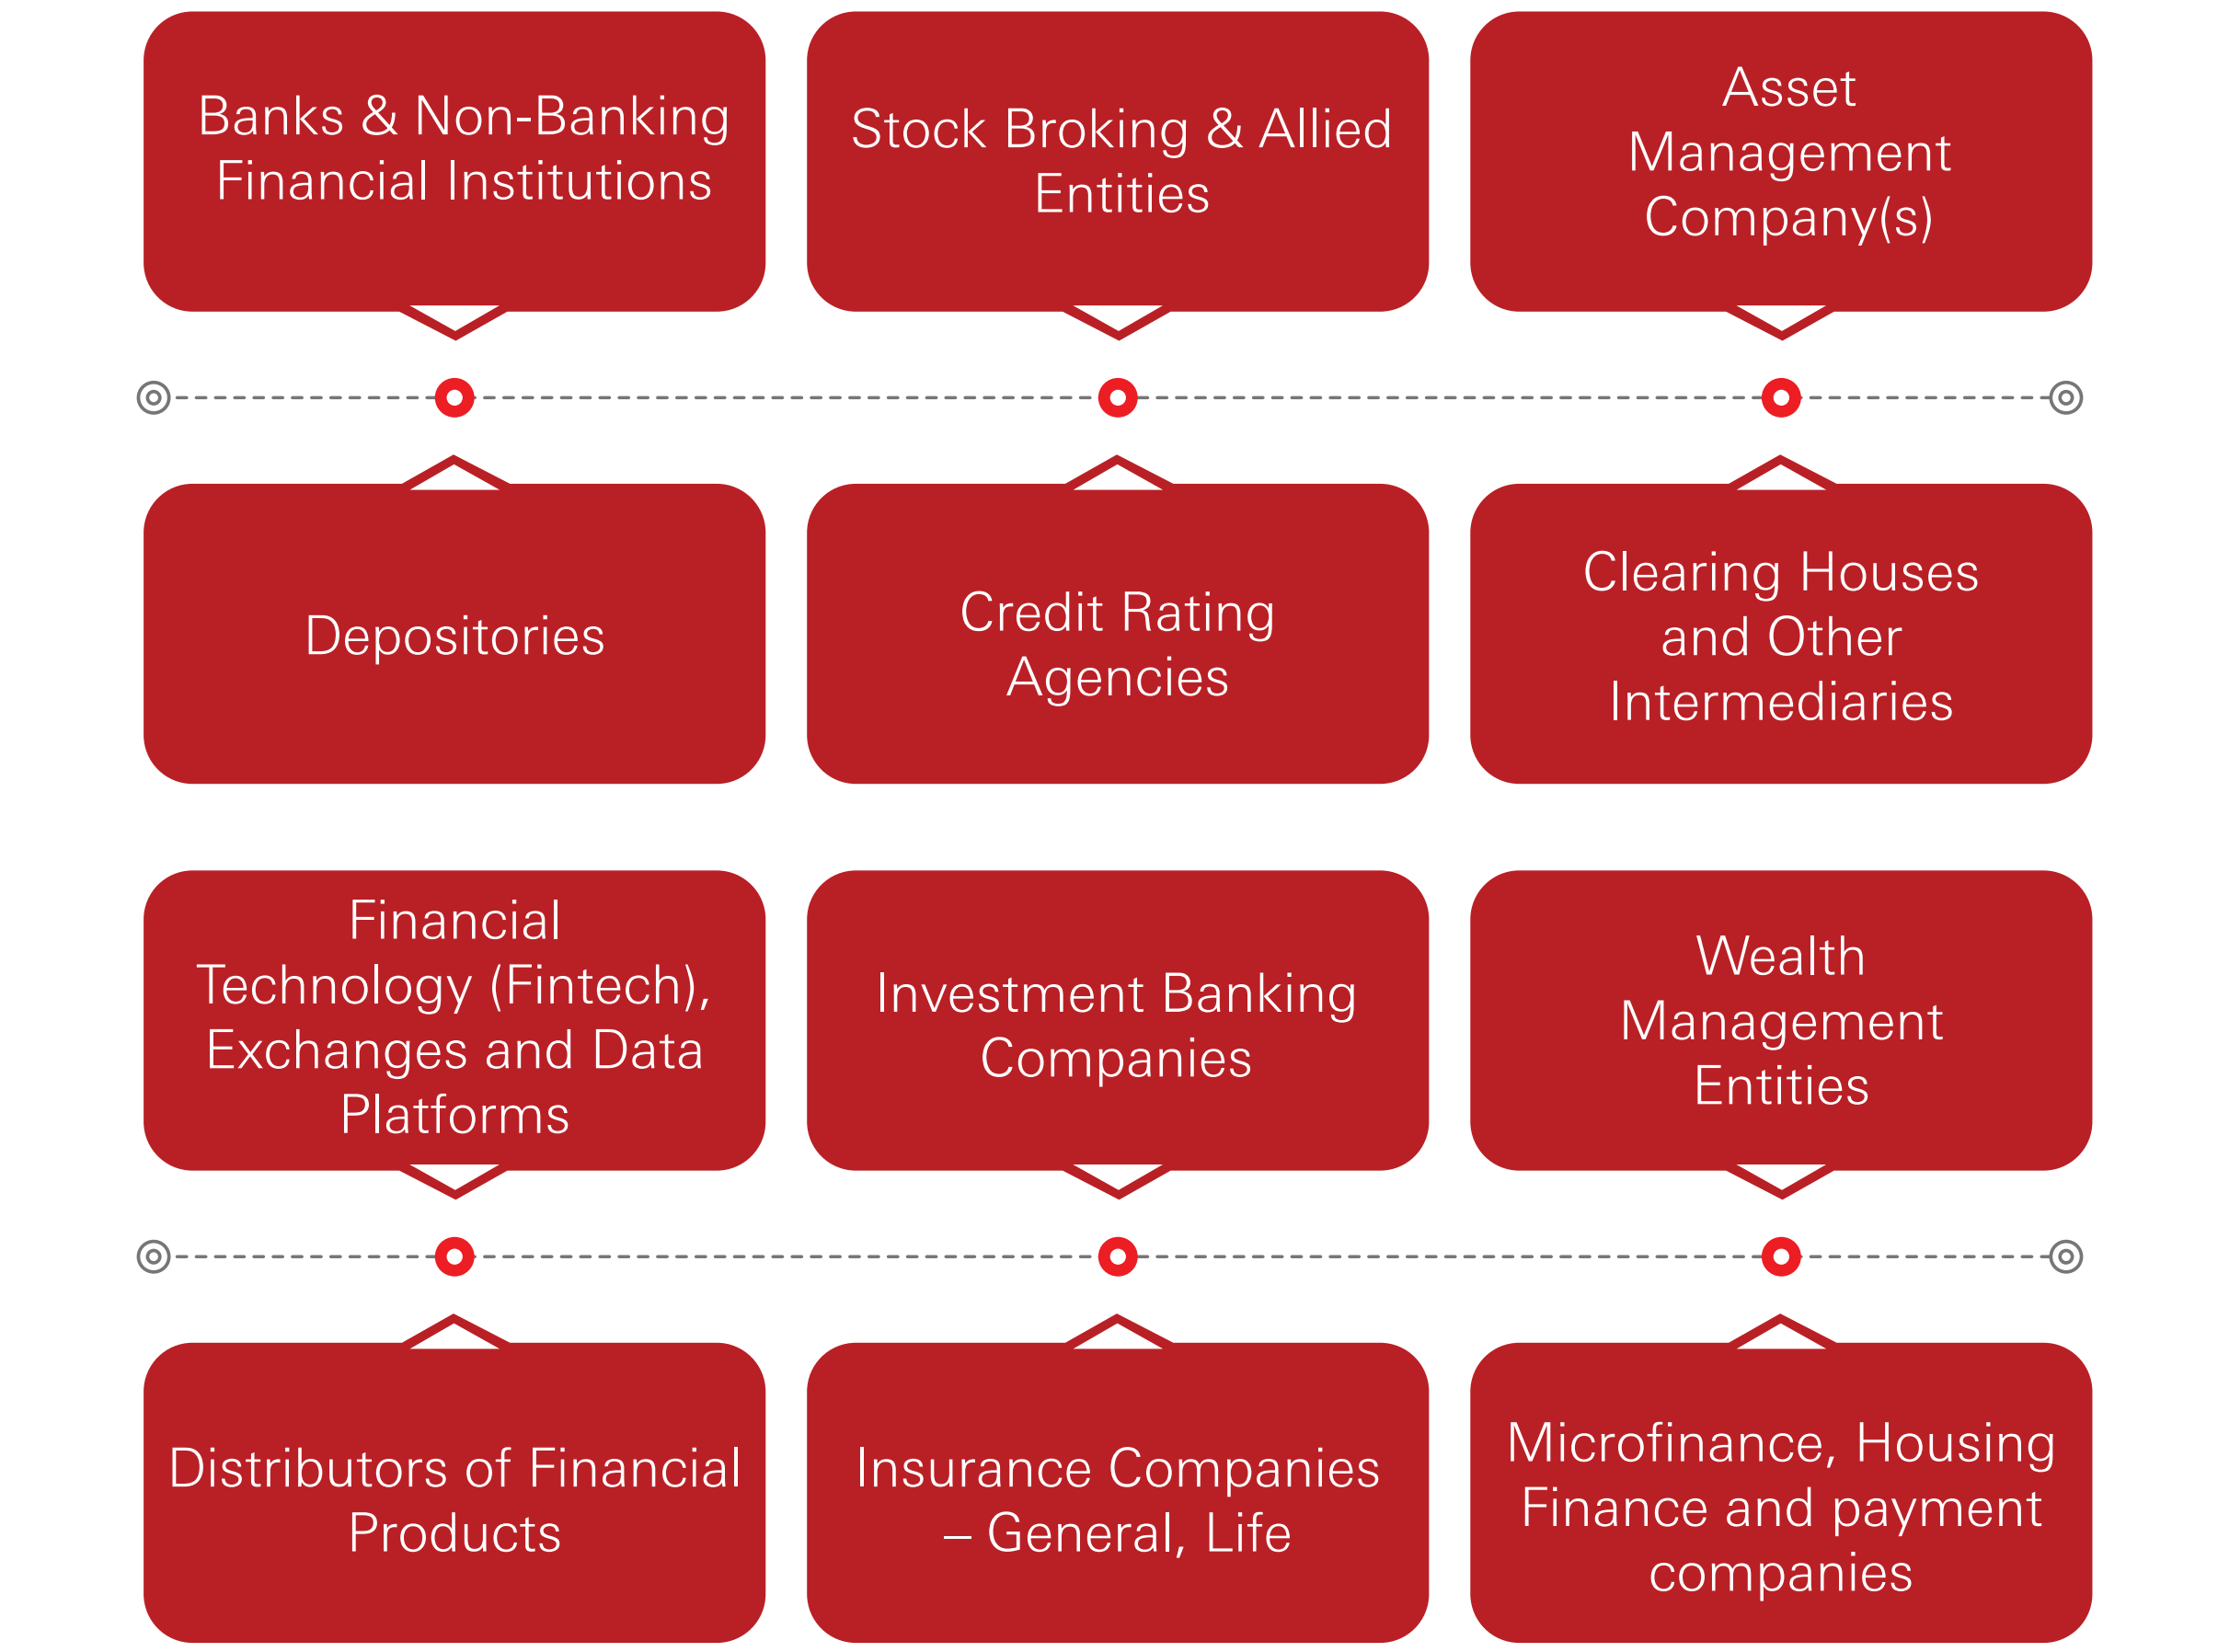 Banks & Non-Banking
Financial Institutions
Stock Broking & Allied
Entities
Asset
Management
Company(s)
Depositories
Credit Rating
Agencies
Clearing Houses
and Other
Intermediaries
Financial
Technology (Fintech),
Exchanges and Data
Platforms
Investment Banking
Companies
Wealth
Management
Entities
Distributors of Financial
Products
Insurance Companies
– General, Life
Microfinance, Housing
Finance and payment
companies